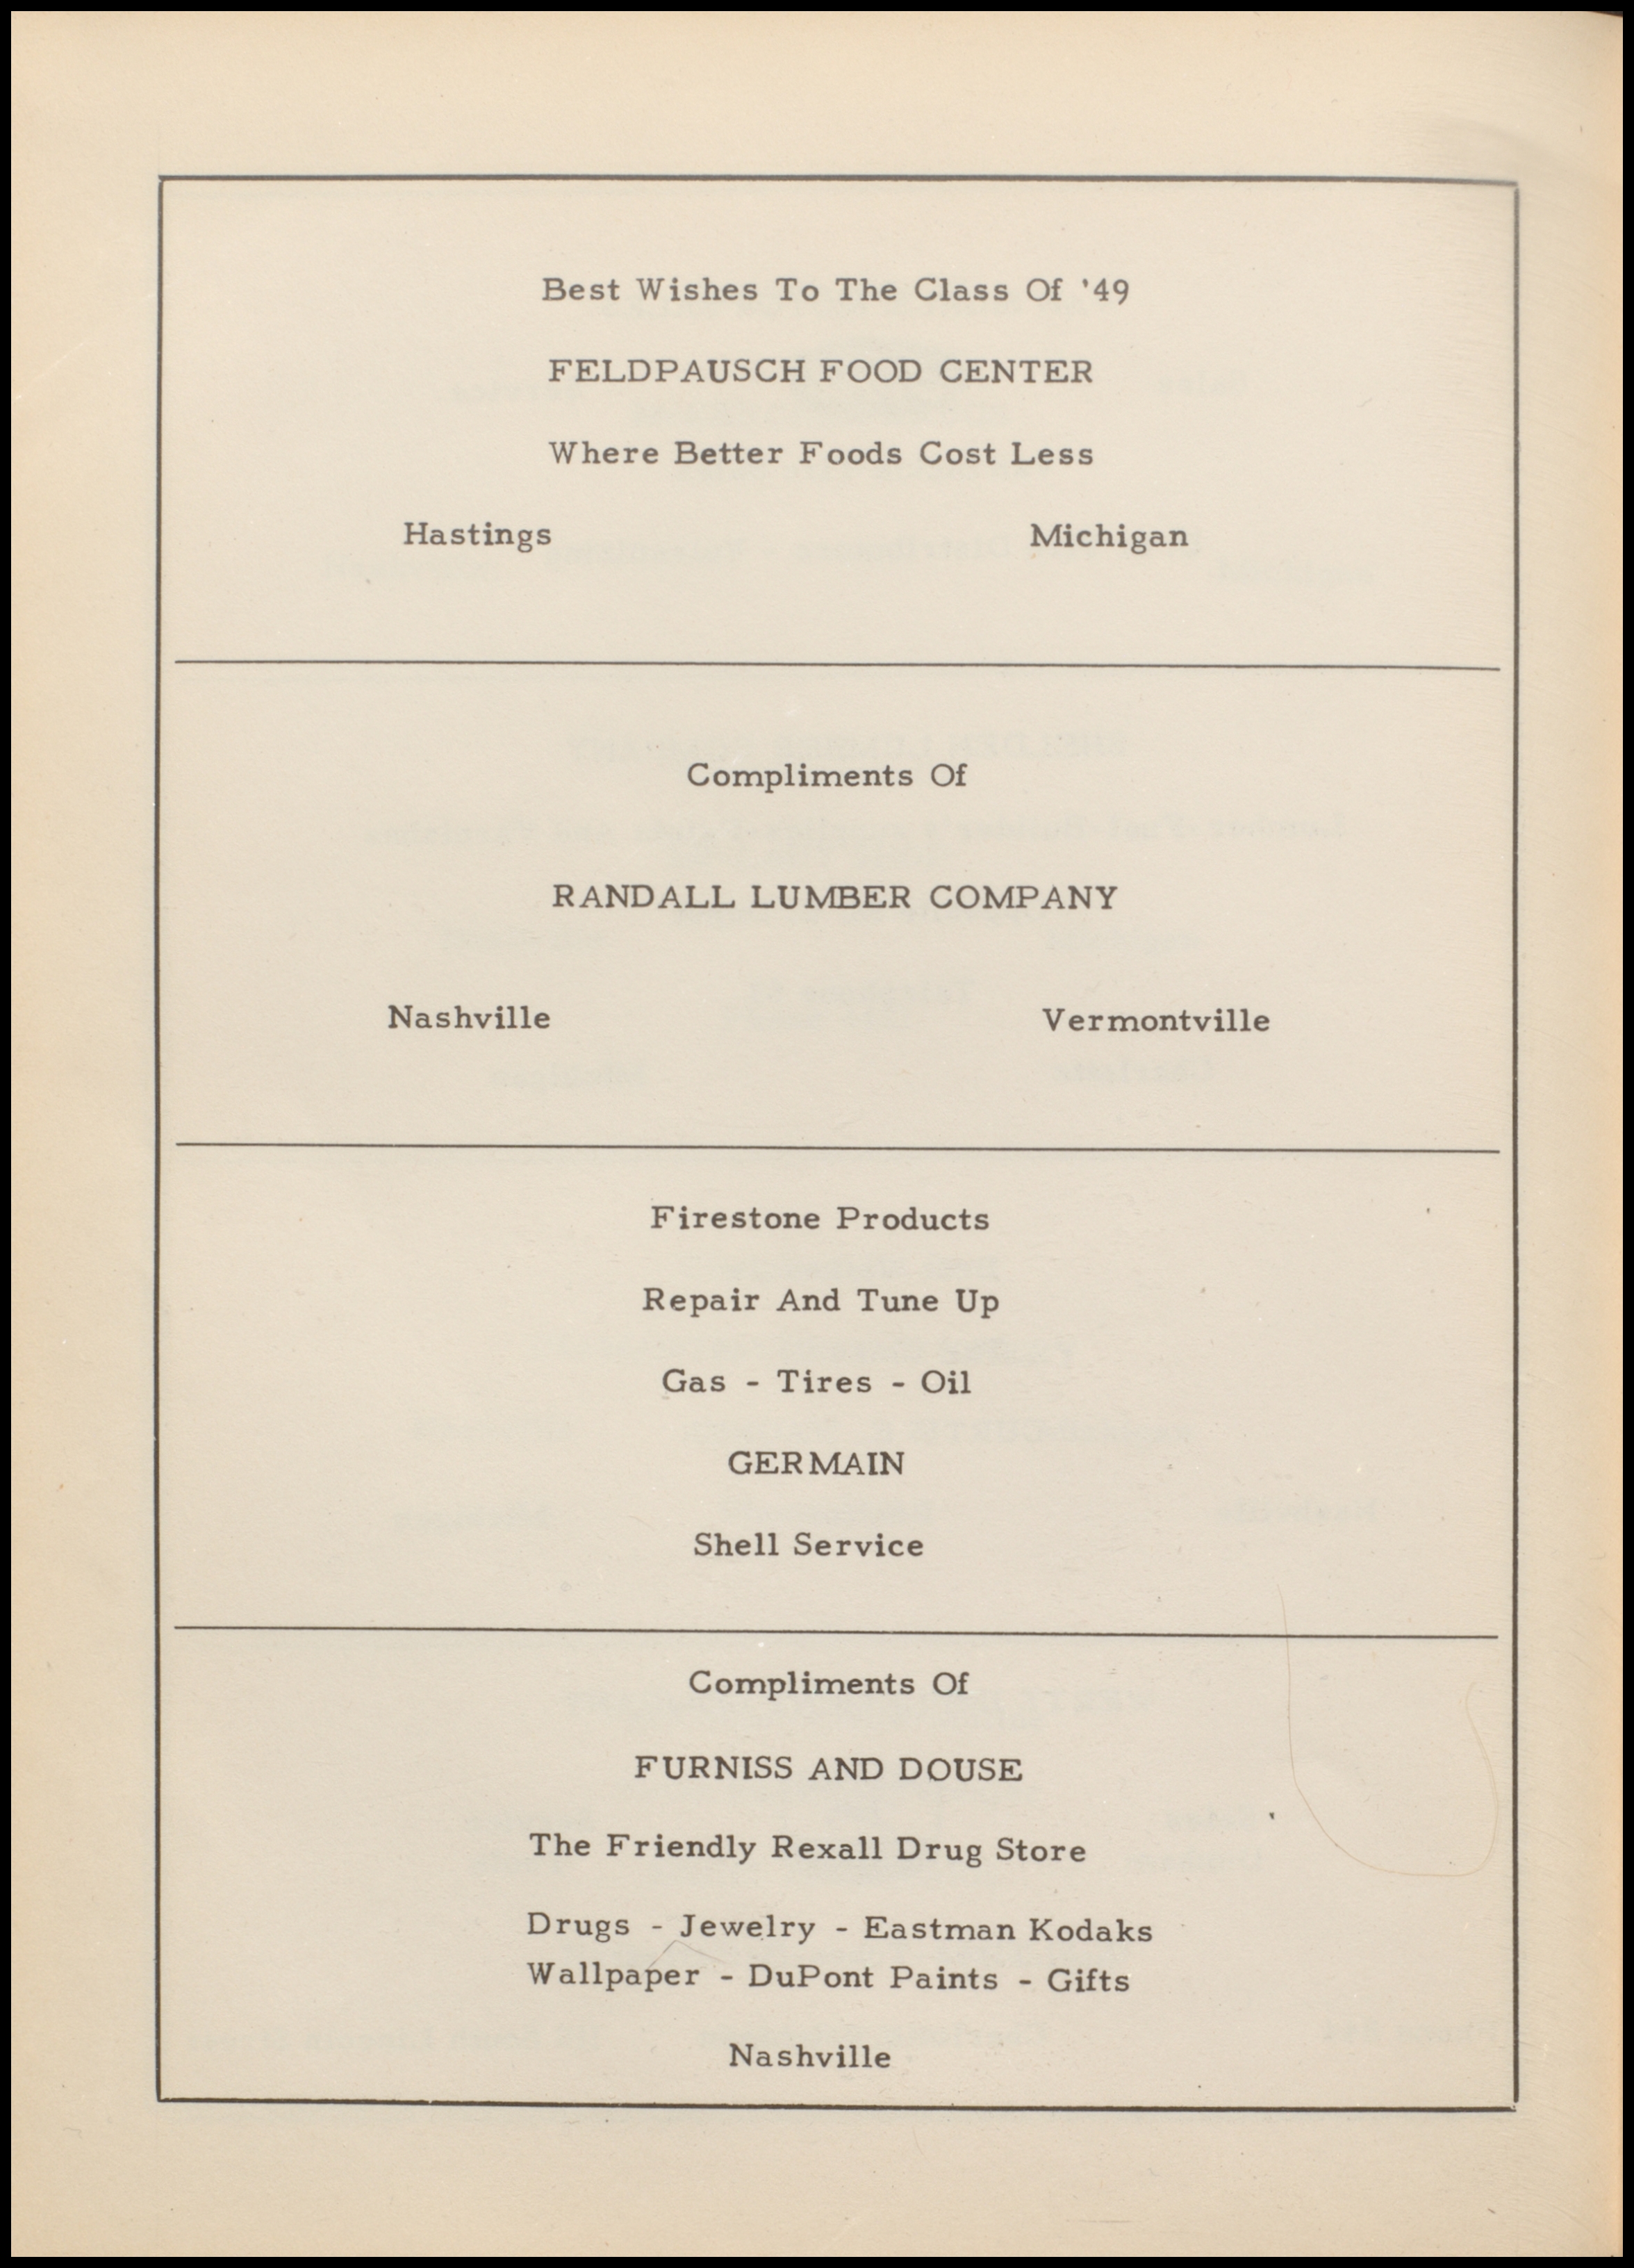 Best Wishes To The Class Of '49
FELDPAUSCH FOOD CENTER
Where Better Foods Cost Less
Hastings Michigan
Compliments Of
RANDALL LUMBER COMPANY
Nashville Vermontville
Firestone Products
Repair And Tune Up
Gas - Tires - Oil
GERMAIN
Shell Service
Compliments Of
FURNISS AND DOUSE
The Friendly Rexall Drug Store
Drugs - Jewelry - Eastman Kodaks
Wallpaper - DuPont Paints - Gifts
Nashville